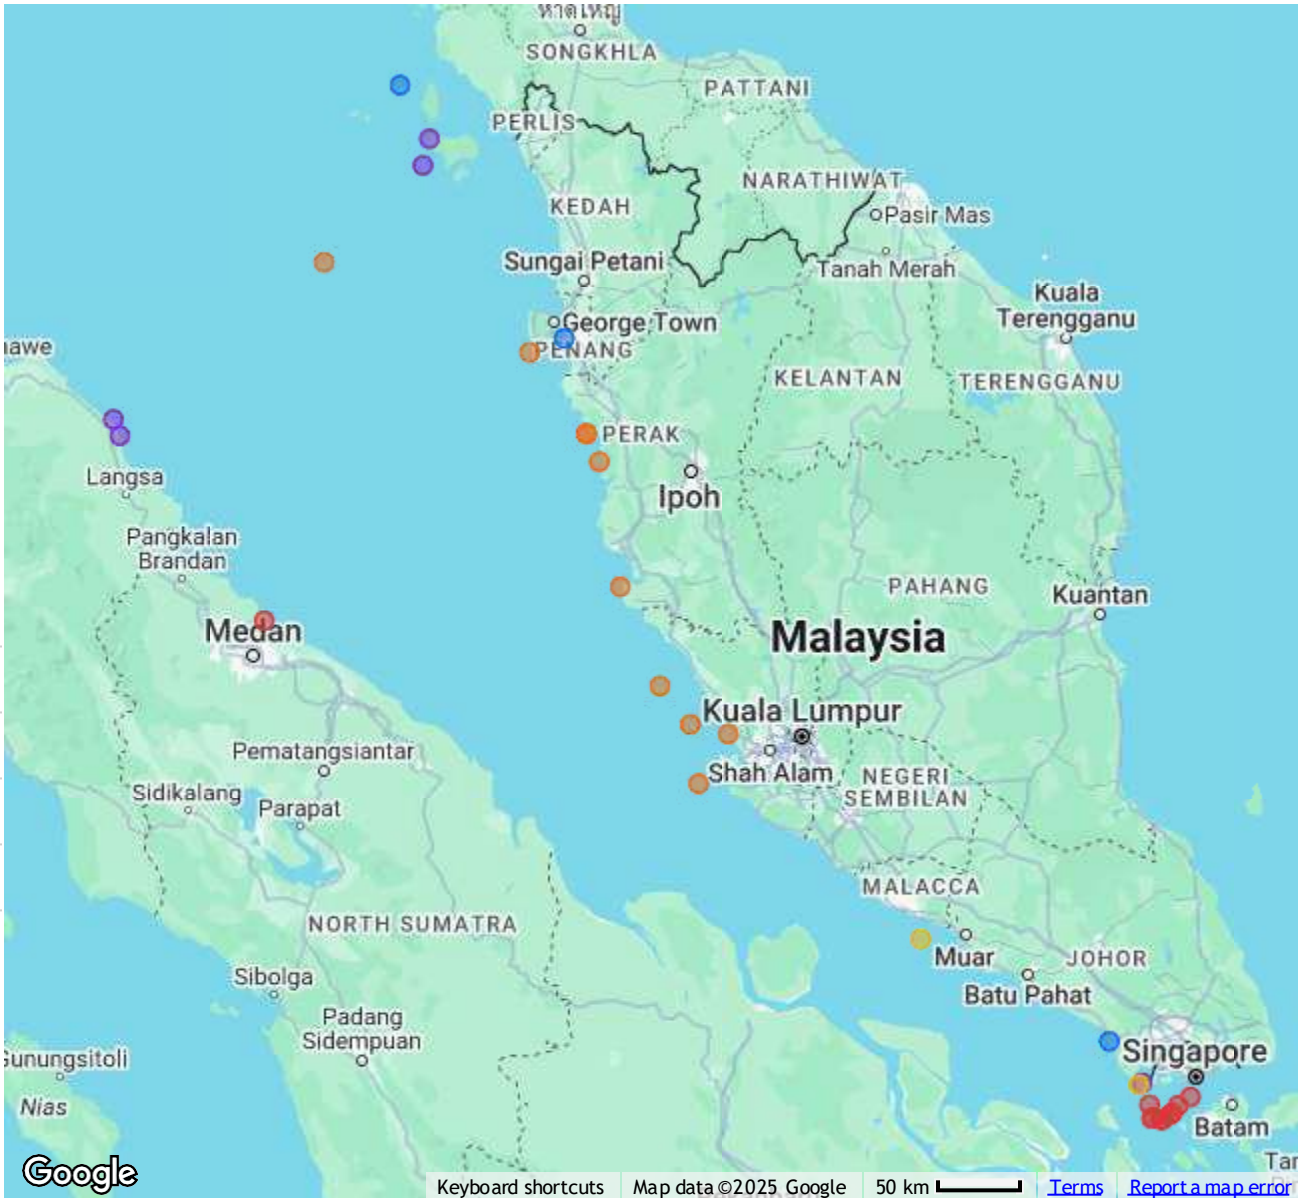 หาดใหญ่
SONGKHLA
PATTANI
PERLIS
NARATHIWAT
KEDAH
Pasir Mas
Sungai Petani
Tanah Merah
Kuala
Terengganu
George Town
PENANG
nawe
KELANTAN
TERENGGANU
PERAK
Langsa
Ipoh
Pangkalan
Brandan
PAHANG
Kuantan
Medan
Malaysia
Kuala Lumpur
Pematangsiantar
Shah Alam
NEGERI
SEMBILAN
Sidikalang
Parapat
MALACCA
NORTH SUMATRA
Muar
JOHOR
Sibolga
Batu Pahat
Padang
Sidempuan
Singapore
Gunungsitoli
Nias
Batam
Tar
Google
Keyboard shortcuts
Map data ©2025 Google
50 km
Terms
Report a map error